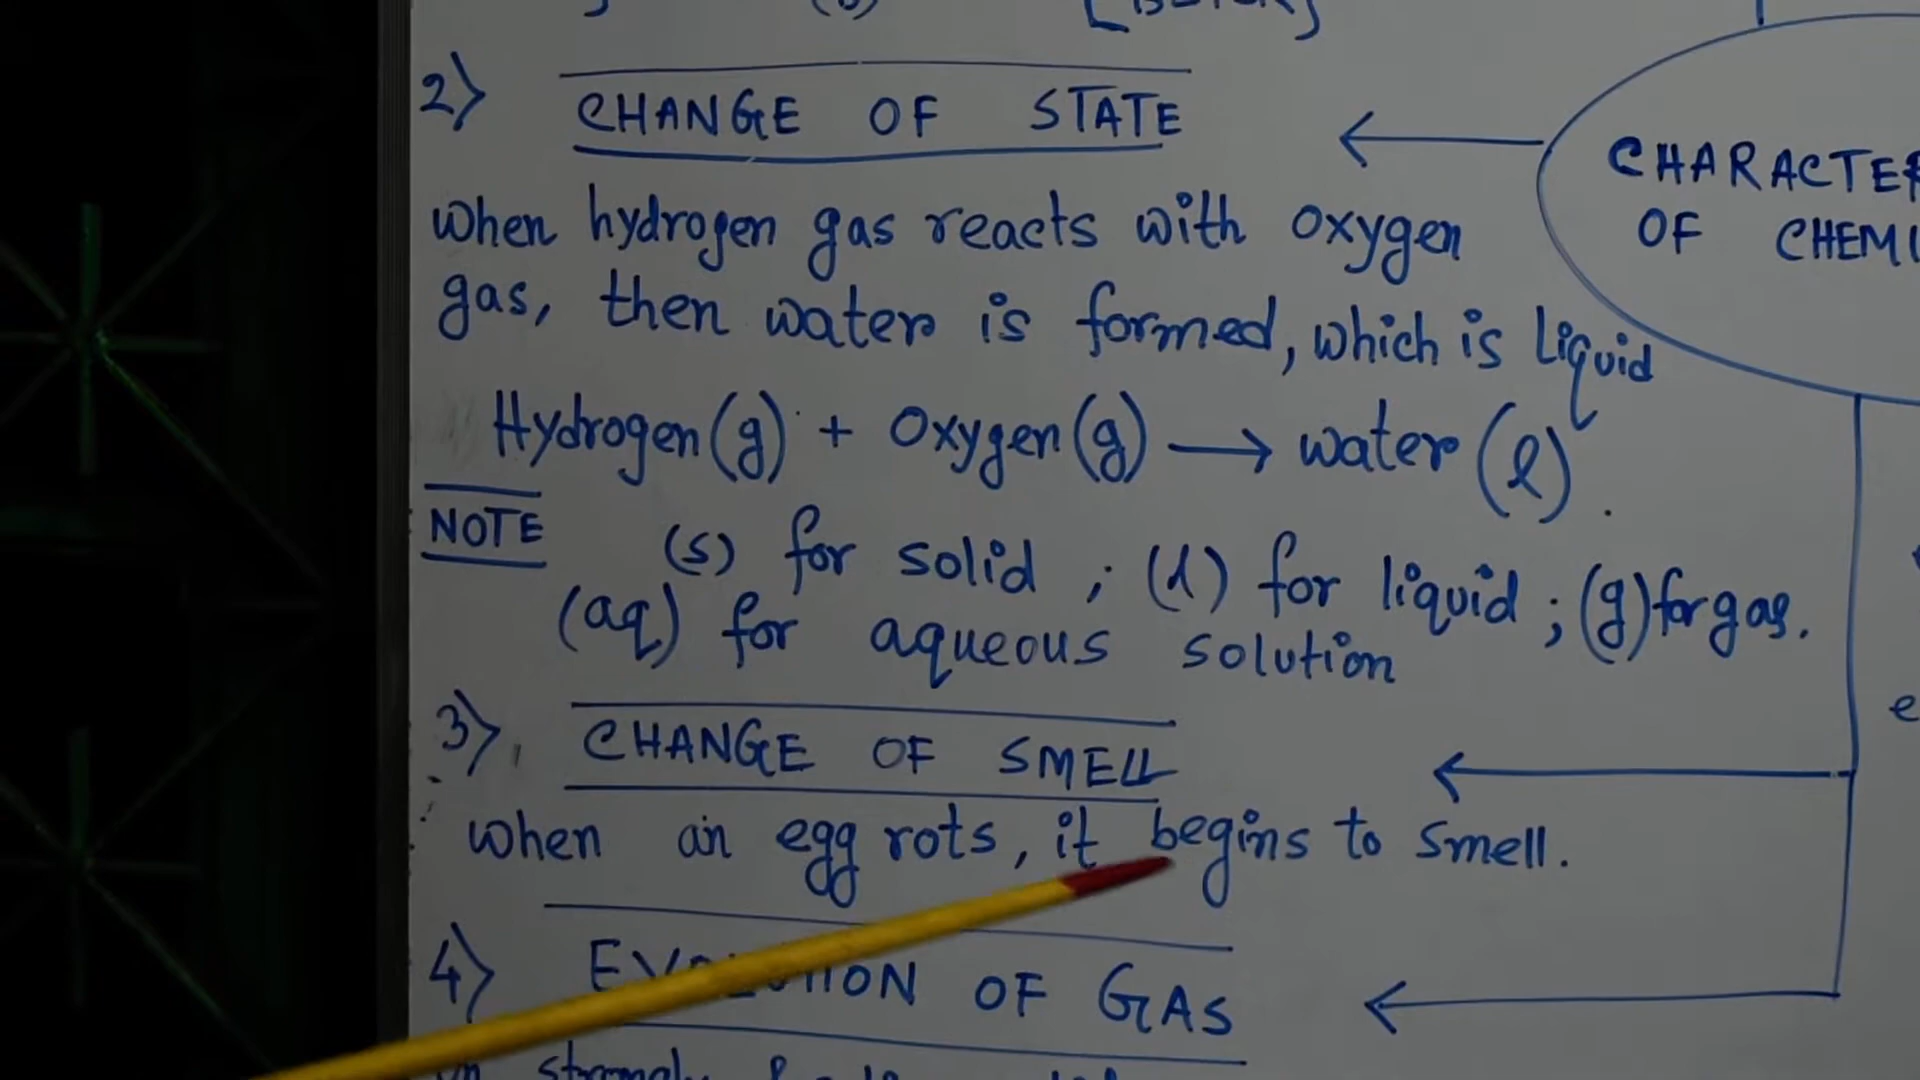 2) CHANGE OF STATE
when hydrogen gas reacts with oxygen
gas, then water is formed, which is liquid
Hydrogen(g) + Oxygen(g) → water (l).
NOTE (s) for solid ; (l) for liquid ; (g) for gas.
(aq) for aqueous solution
3) CHANGE OF SMELL
when an egg rots, it begins to smell.
4) EVOLUTION OF GAS
CHARACTER
OF CHEMI